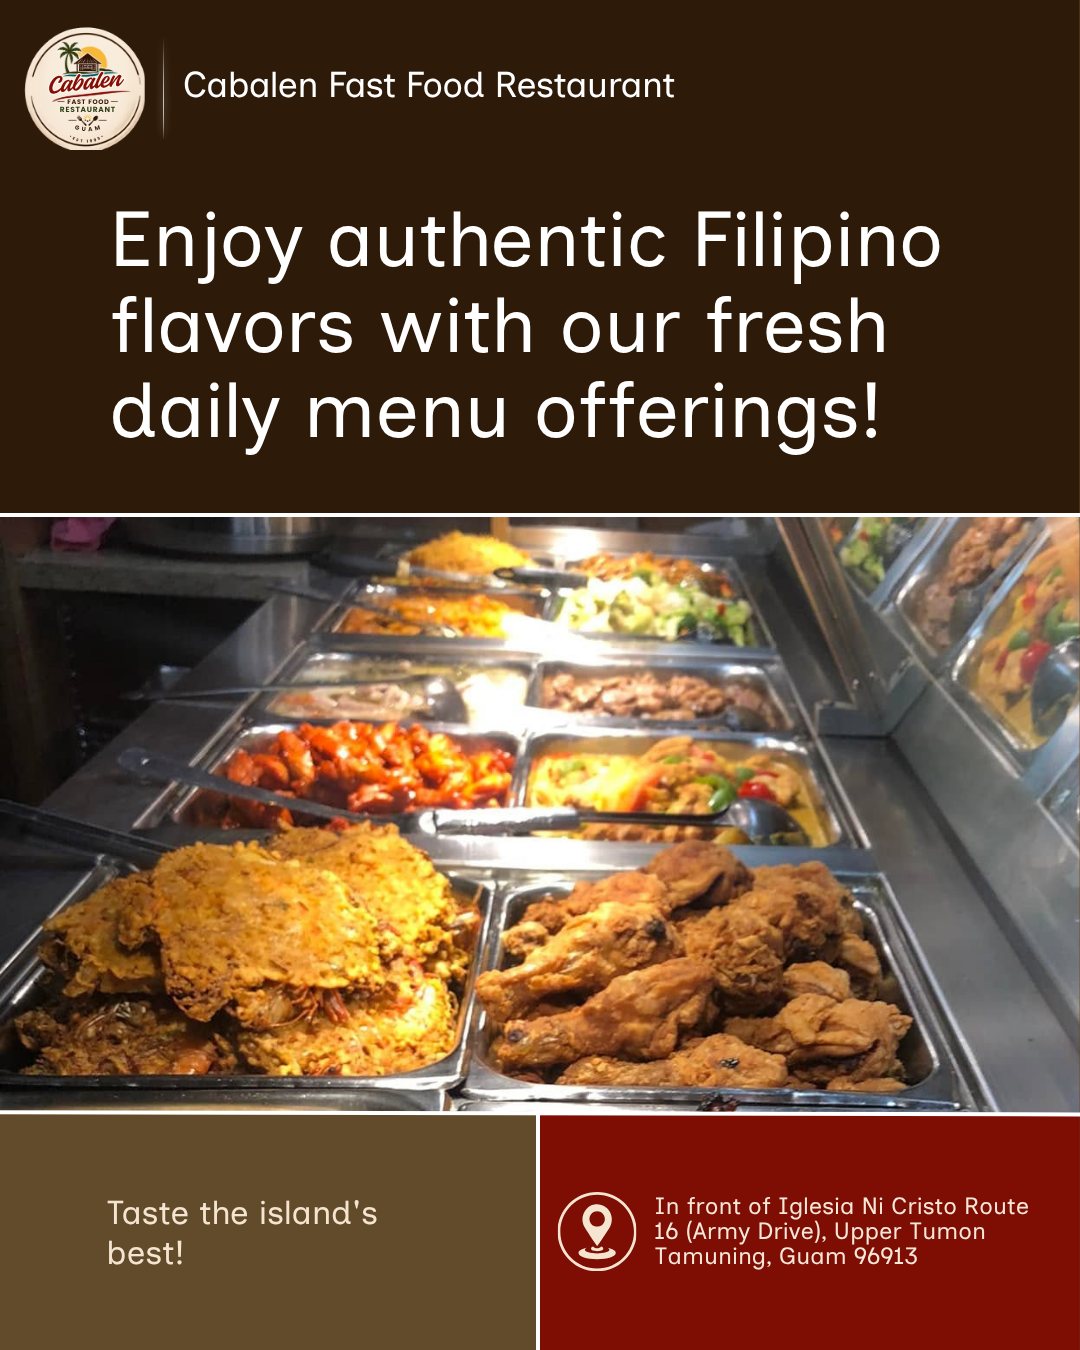 Cabalen
FAST FOOD
RESTAURANT
GUAM
Cabalen Fast Food Restaurant
Enjoy authentic Filipino
flavors with our fresh
daily menu offerings!
Taste the island's
best!
In front of Iglesia Ni Cristo Route
16 (Army Drive), Upper Tumon
Tamuning, Guam 96913